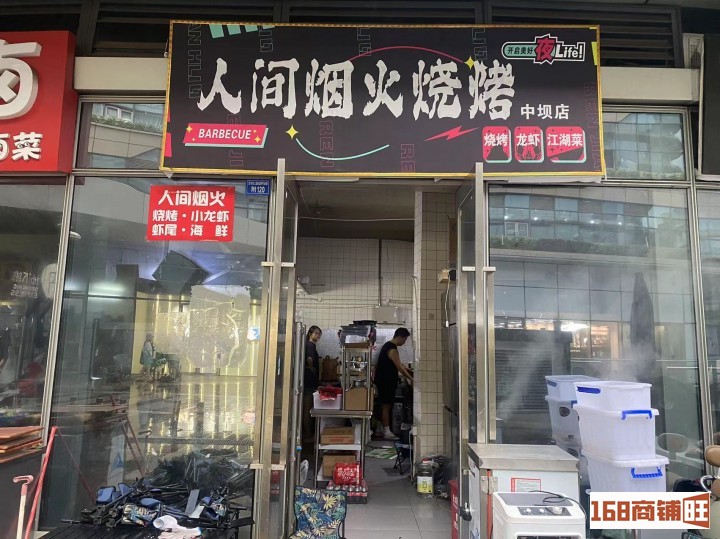 开启美好夜Life!
人间烟火烧烤 中坝店
BARBECUE
烧烤 龙虾 江湖菜
卤
卤菜
人间烟火
烧烤·小龙虾
虾尾·海鲜
附120
168商铺旺